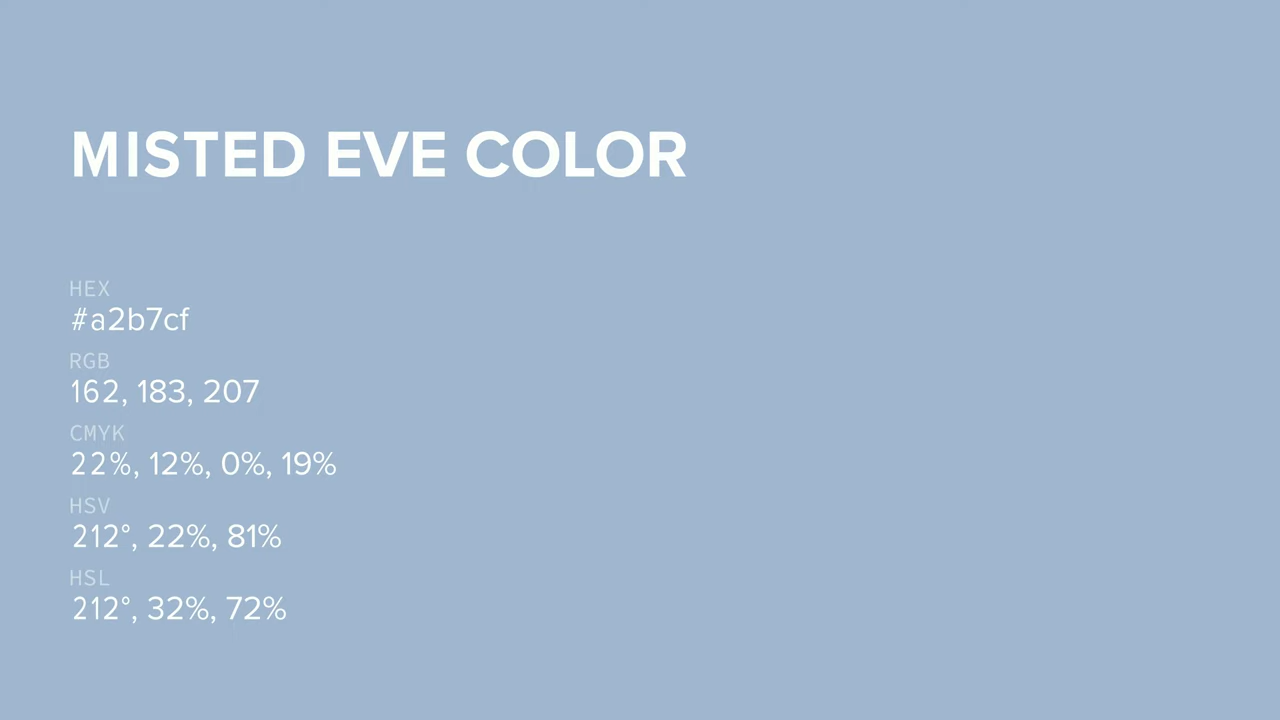 MISTED EVE COLOR
HEX
#a2b7cf
RGB
162, 183, 207
CMYK
22%, 12%, 0%, 19%
HSV
212°, 22%, 81%
HSL
212°, 32%, 72%